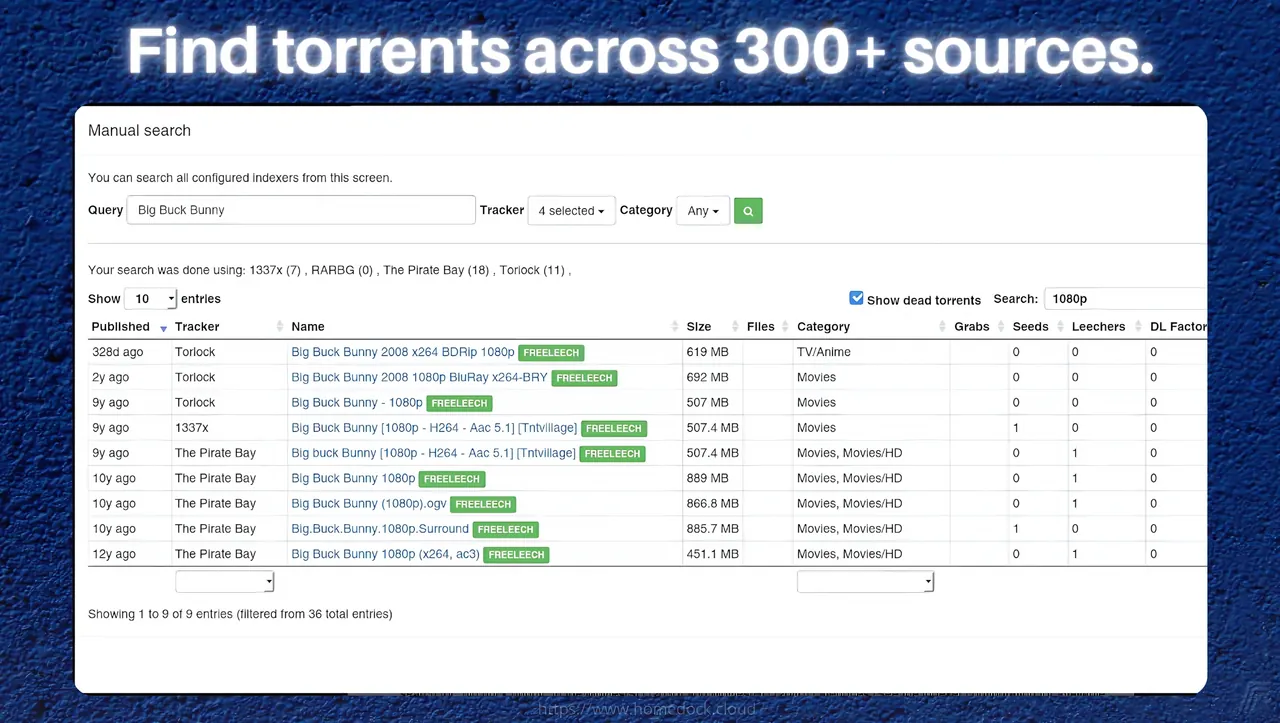 Find torrents across 300+ sources.
Manual search
You can search all configured indexers from this screen.
Query Big Buck Bunny Tracker 4 selected Category Any
Your search was done using: 1337x (7) , RARBG (0) , The Pirate Bay (18) , Torlock (11) ,
Show 10 entries Show dead torrents Search: 1080p
Published Tracker Name Size Files Category Grabs Seeds Leechers DL Factor
328d ago Torlock Big Buck Bunny 2008 x264 BDRip 1080p FREELEECH 619 MB TV/Anime 0 0 0
2y ago Torlock Big Buck Bunny 2008 1080p BluRay x264-BRY FREELEECH 692 MB Movies 0 0 0
9y ago Torlock Big Buck Bunny - 1080p FREELEECH 507 MB Movies 0 0 0
9y ago 1337x Big Buck Bunny [1080p - H264 - Aac 5.1] [Tntvillage] FREELEECH 507.4 MB Movies 1 0 0
9y ago The Pirate Bay Big buck Bunny [1080p - H264 - Aac 5.1] [Tntvillage] FREELEECH 507.4 MB Movies, Movies/HD 0 1 0
10y ago The Pirate Bay Big Buck Bunny 1080p FREELEECH 889 MB Movies, Movies/HD 0 1 0
10y ago The Pirate Bay Big Buck Bunny (1080p).ogv FREELEECH 866.8 MB Movies, Movies/HD 0 1 0
10y ago The Pirate Bay Big.Buck.Bunny.1080p.Surround FREELEECH 885.7 MB Movies, Movies/HD 1 0 0
12y ago The Pirate Bay Big Buck Bunny 1080p (x264, ac3) FREELEECH 451.1 MB Movies, Movies/HD 0 1 0
Showing 1 to 9 of 9 entries (filtered from 36 total entries)
https://www.homedock.cloud